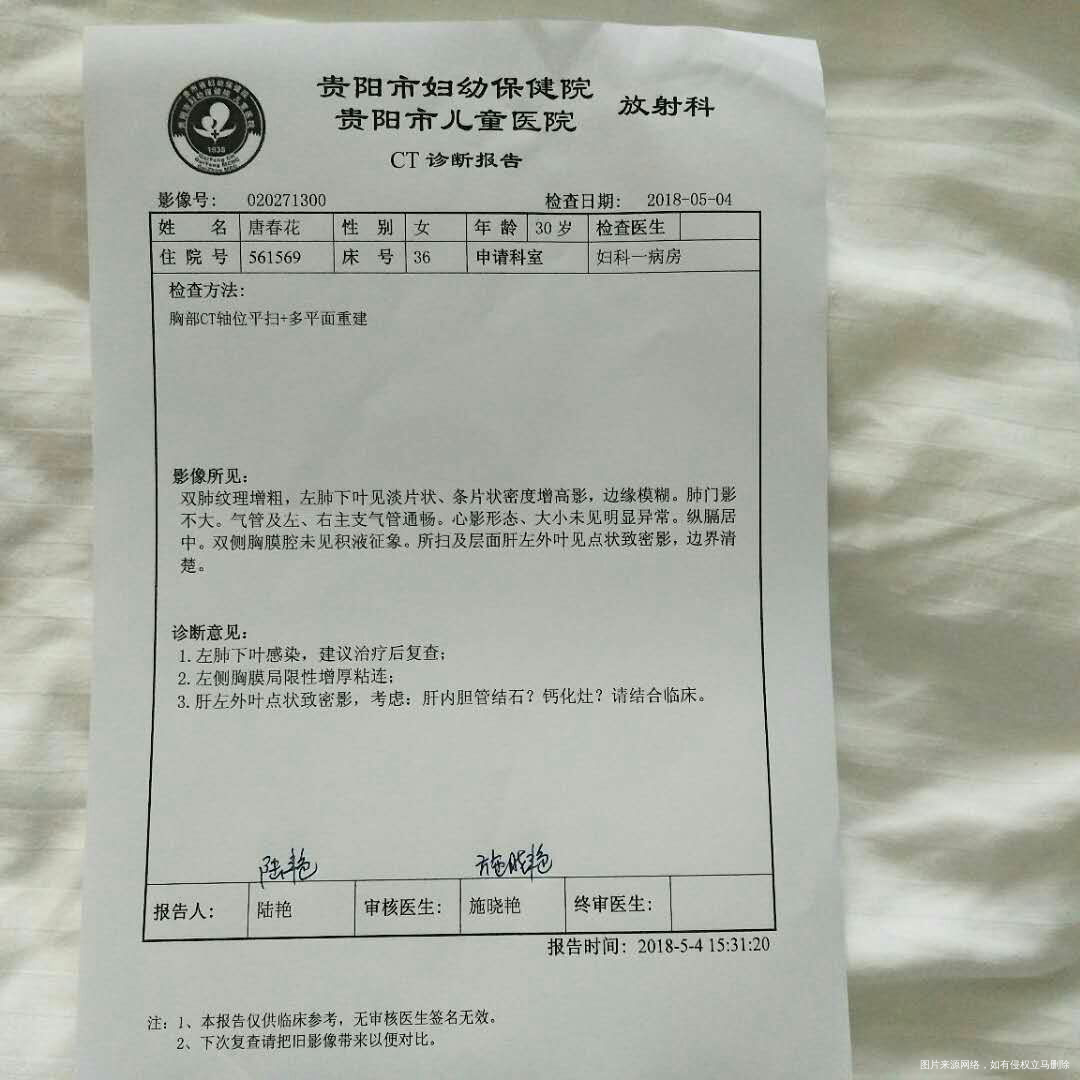 贵阳市妇幼保健院
贵阳市儿童医院 放射科
CT 诊断报告
1935
影像号： 020271300 检查日期： 2018-05-04
姓 名 唐春花 性 别 女 年 龄 30 岁 检查医生
住 院 号 561569 床 号 36 申请科室 妇科一病房
检查方法：
胸部CT轴位平扫+多平面重建
影像所见：
双肺纹理增粗，左肺下叶见淡片状、条片状密度增高影，边缘模糊。肺门影
不大。气管及左、右主支气管通畅。心影形态、大小未见明显异常。纵膈居
中。双侧胸膜腔未见积液征象。所扫及层面肝左外叶见点状致密影，边界清
楚。
诊断意见：
1.左肺下叶感染，建议治疗后复查；
2.左侧胸膜局限性增厚粘连；
3.肝左外叶点状致密影，考虑：肝内胆管结石？钙化灶？请结合临床。
陆艳 施晓艳
报告人： 陆艳 审核医生： 施晓艳 终审医生：
报告时间：2018-5-4 15:31:20
注：1、本报告仅供临床参考，无审核医生签名无效。
2、下次复查请把旧影像带来以便对比。
图片来源网络，如有侵权立马删除